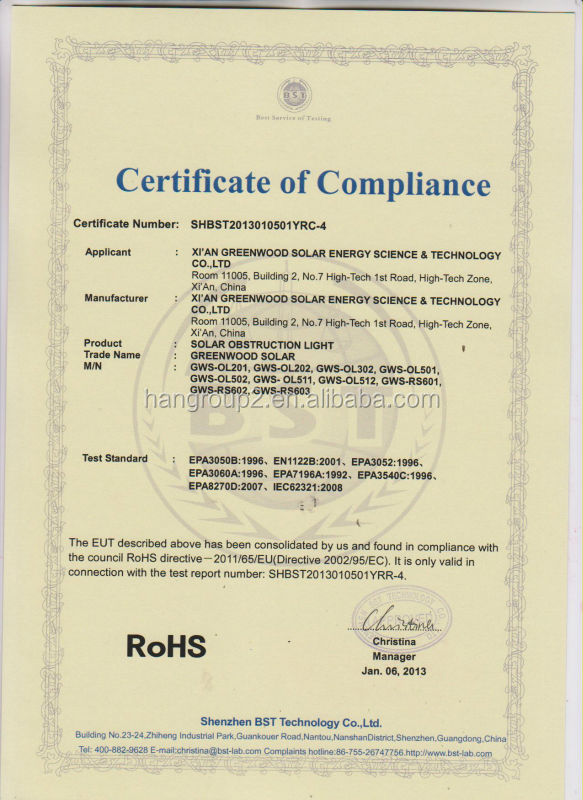 BST
Best Service of Testing
Certificate of Compliance
Certificate Number: SHBST2013010501YRC-4
Applicant : XI'AN GREENWOOD SOLAR ENERGY SCIENCE & TECHNOLOGY
CO.,LTD
Room 11005, Building 2, No.7 High-Tech 1st Road, High-Tech Zone,
Xi'An, China
Manufacturer : XI'AN GREENWOOD SOLAR ENERGY SCIENCE & TECHNOLOGY
CO.,LTD
Room 11005, Building 2, No.7 High-Tech 1st Road, High-Tech Zone,
Xi'An, China
Product : SOLAR OBSTRUCTION LIGHT
Trade Name : GREENWOOD SOLAR
M/N : GWS-OL201, GWS-OL202, GWS-OL302, GWS-OL501,
GWS-OL502, GWS- OL511, GWS-OL512, GWS-RS601,
GWS-RS602, GWS-RS603
hangroup2.en.alibaba.com
BST
Test Standard : EPA3050B:1996、EN1122B:2001、EPA3052:1996、
EPA3060A:1996、EPA7196A:1992、EPA3540C:1996、
EPA8270D:2007、IEC62321:2008
The EUT described above has been consolidated by us and found in compliance with
the council RoHS directive－2011/65/EU(Directive 2002/95/EC). It is only valid in
connection with the test report number: SHBST2013010501YRR-4.
Christina
RoHS
Christina
Manager
Jan. 06, 2013
Shenzhen BST Technology Co.,Ltd.
Building No.23-24,Zhiheng Industrial Park,Guankouer Road,Nantou,NanshanDistrict,Shenzhen,Guangdong,China
Tel: 400-882-9628 E-mail:christina@bst-lab.com Complaints hotline:86-755-26747756 http://www.bst-lab.com